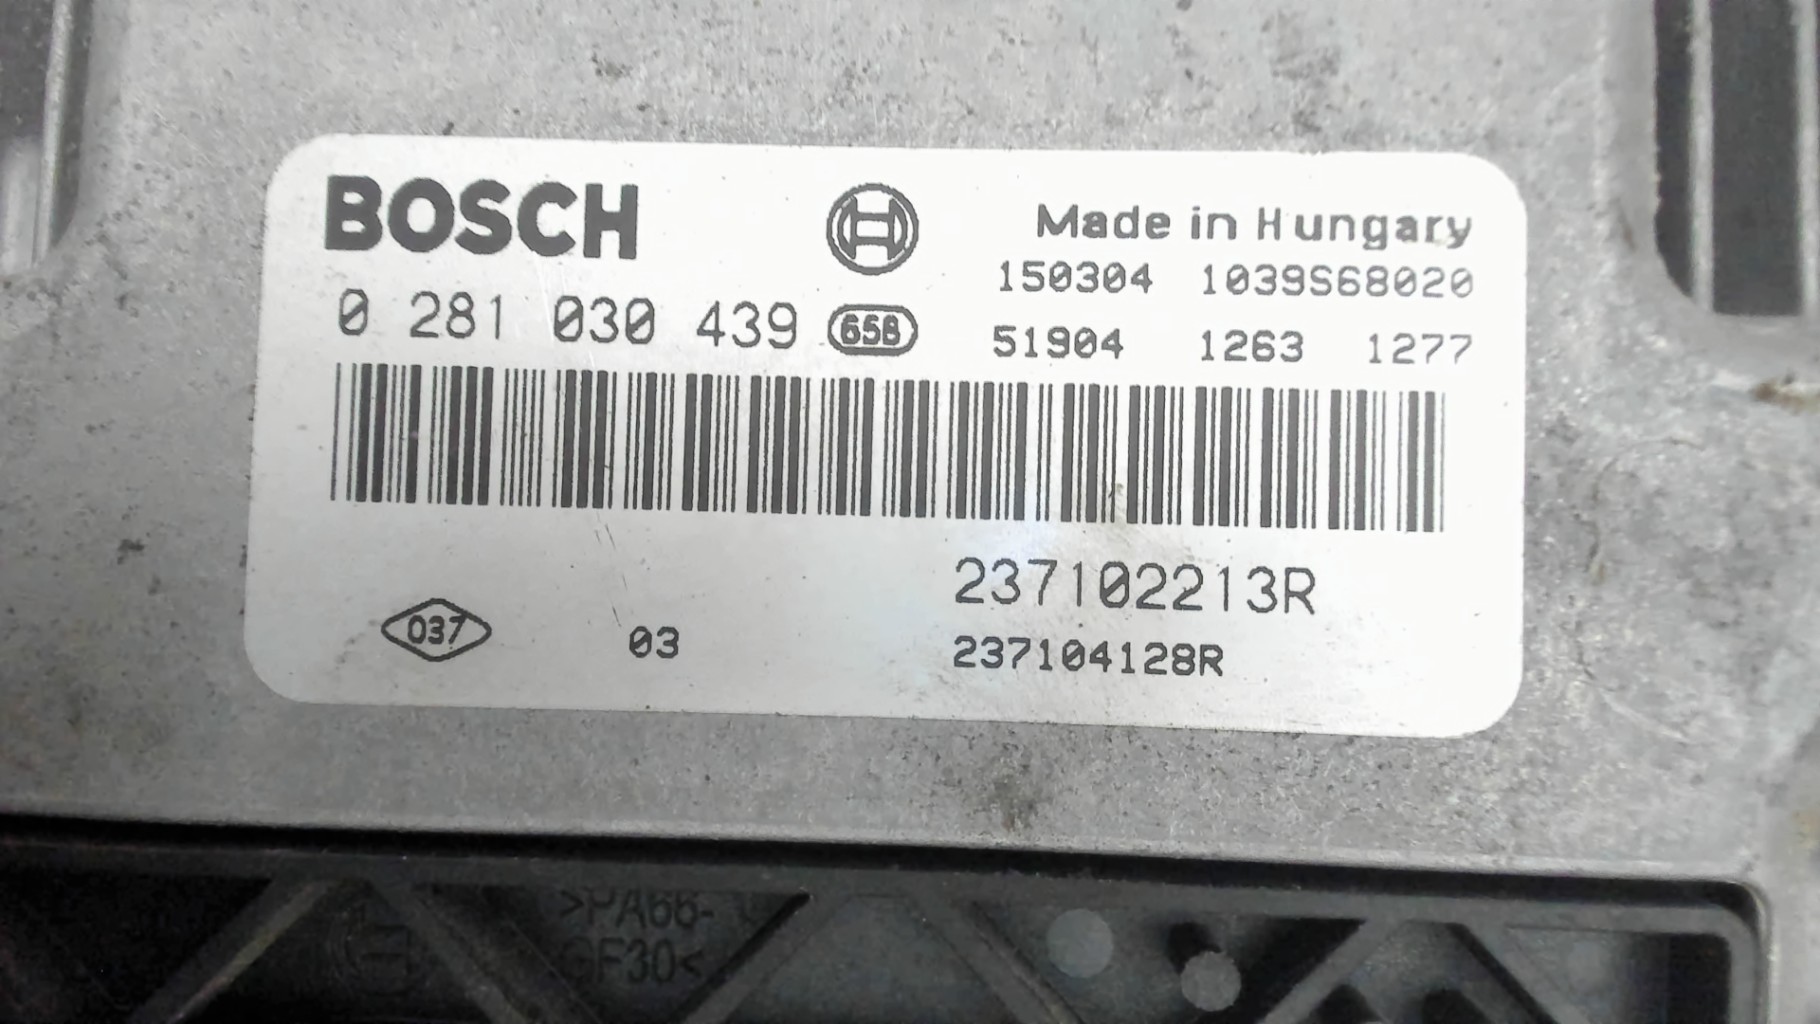 BOSCH
Made in Hungary
150304 1039S68020
0 281 030 439 658
51904 1263 1277
237102213R
037 03
237104128R
>PA66-
GF30<